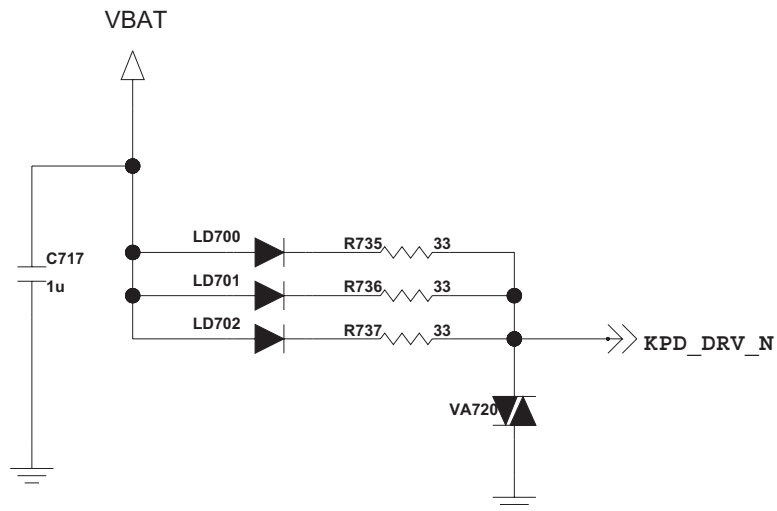 VBAT
LD700 R735 33
C717
1u
LD701 R736 33
LD702 R737 33
KPD_DRV_N
VA720